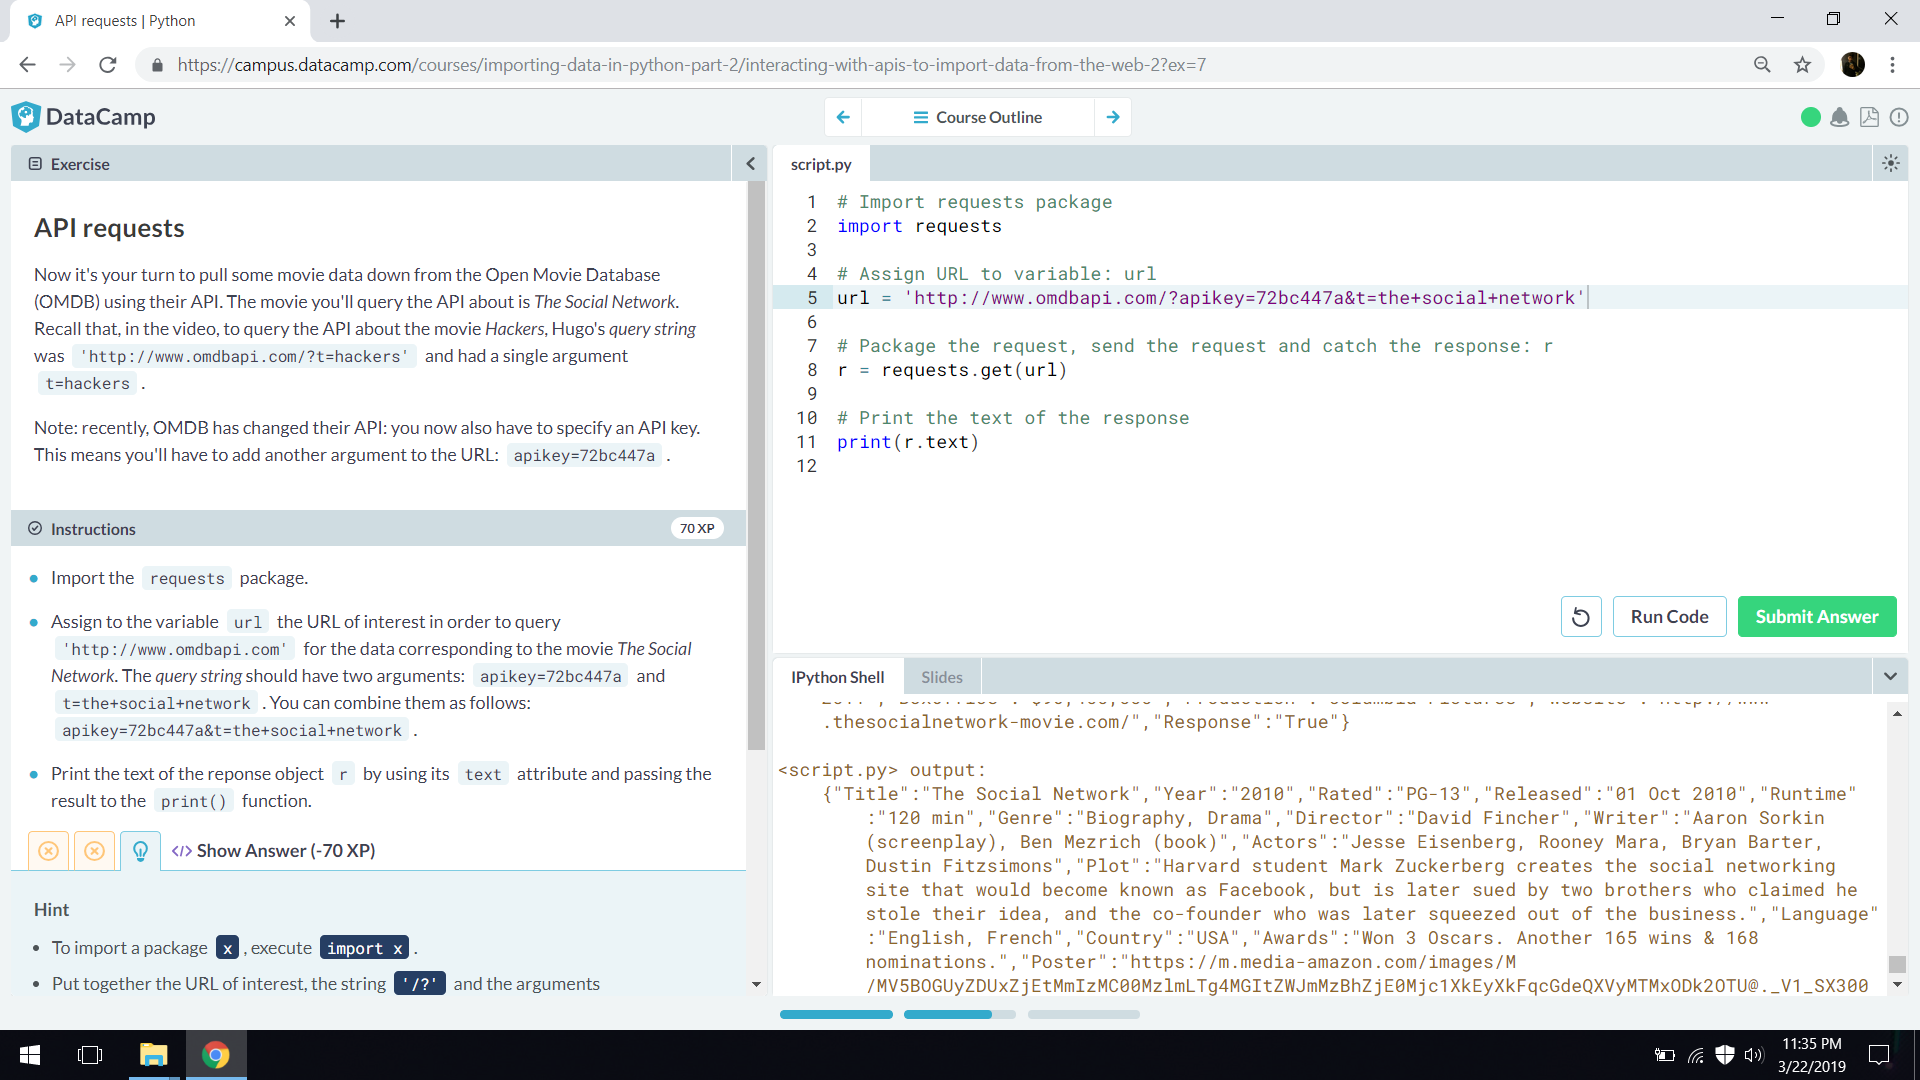 API requests | Python
https://campus.datacamp.com/courses/importing-data-in-python-part-2/interacting-with-apis-to-import-data-from-the-web-2?ex=7
DataCamp
Course Outline
Exercise
API requests
Now it's your turn to pull some movie data down from the Open Movie Database
(OMDB) using their API. The movie you'll query the API about is The Social Network.
Recall that, in the video, to query the API about the movie Hackers, Hugo's query string
was 'http://www.omdbapi.com/?t=hackers' and had a single argument
t=hackers .
Note: recently, OMDB has changed their API: you now also have to specify an API key.
This means you'll have to add another argument to the URL: apikey=72bc447a .
Instructions
70 XP
Import the requests package.
Assign to the variable url the URL of interest in order to query
'http://www.omdbapi.com' for the data corresponding to the movie The Social
Network. The query string should have two arguments: apikey=72bc447a and
t=the+social+network . You can combine them as follows:
apikey=72bc447a&t=the+social+network .
Print the text of the reponse object r by using its text attribute and passing the
result to the print() function.
</> Show Answer (-70 XP)
Hint
• To import a package x , execute import x .
• Put together the URL of interest, the string '/?' and the arguments
script.py
1 # Import requests package
2 import requests
3
4 # Assign URL to variable: url
5 url = 'http://www.omdbapi.com/?apikey=72bc447a&t=the+social+network'
6
7 # Package the request, send the request and catch the response: r
8 r = requests.get(url)
9
10 # Print the text of the response
11 print(r.text)
12
Run Code
Submit Answer
IPython Shell
Slides
.thesocialnetwork-movie.com/","Response":"True"}
<script.py> output:
{"Title":"The Social Network","Year":"2010","Rated":"PG-13","Released":"01 Oct 2010","Runtime"
:"120 min","Genre":"Biography, Drama","Director":"David Fincher","Writer":"Aaron Sorkin
(screenplay), Ben Mezrich (book)","Actors":"Jesse Eisenberg, Rooney Mara, Bryan Barter,
Dustin Fitzsimons","Plot":"Harvard student Mark Zuckerberg creates the social networking
site that would become known as Facebook, but is later sued by two brothers who claimed he
stole their idea, and the co-founder who was later squeezed out of the business.","Language"
:"English, French","Country":"USA","Awards":"Won 3 Oscars. Another 165 wins & 168
nominations.","Poster":"https://m.media-amazon.com/images/M
/MV5BOGUyZDUxZjEtMmIzMC00MzlmLTg4MGItZWJmMzBhZjE0Mjc1XkEyXkFqcGdeQXVyMTMxODk2OTU@._V1_SX300
11:35 PM
3/22/2019